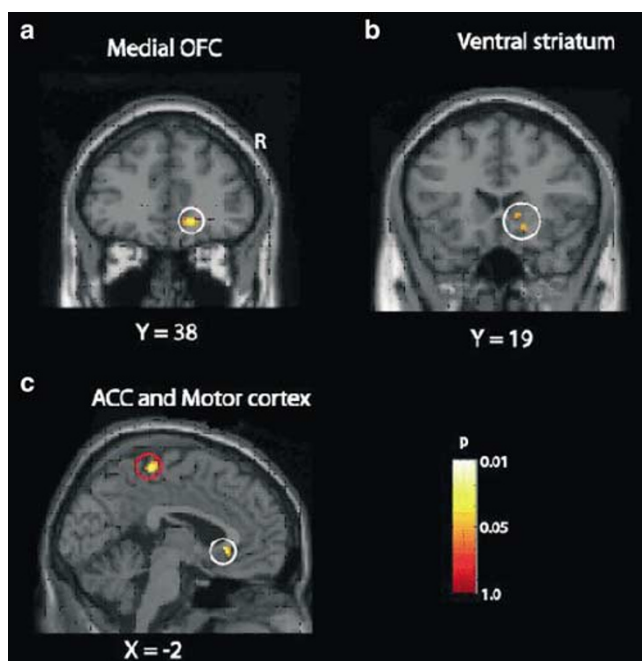 a
Medial OFC
R
Y = 38
b
Ventral striatum
Y = 19
c
ACC and Motor cortex
X = -2
p
0.01
0.05
1.0